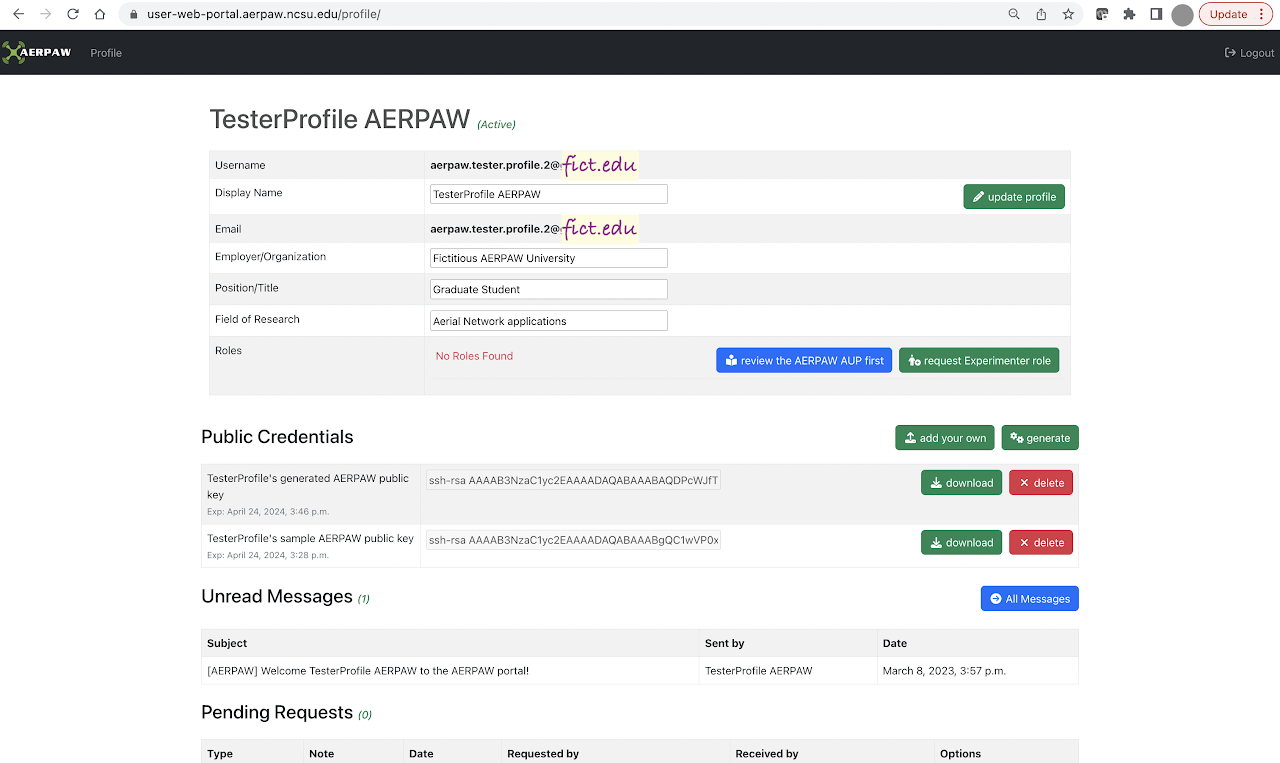 user-web-portal.aerpaw.ncsu.edu/profile/ Update
AERPAW Profile Logout
TesterProfile AERPAW (Active)
Username aerpaw.tester.profile.2@fict.edu
Display Name TesterProfile AERPAW update profile
Email aerpaw.tester.profile.2@fict.edu
Employer/Organization Fictitious AERPAW University
Position/Title Graduate Student
Field of Research Aerial Network applications
Roles No Roles Found review the AERPAW AUP first request Experimenter role
Public Credentials add your own generate
TesterProfile's generated AERPAW public key ssh-rsa AAAAB3NzaC1yc2EAAAADAQABAAABAQDPcWJfT download delete
Exp: April 24, 2024, 3:46 p.m.
TesterProfile's sample AERPAW public key ssh-rsa AAAAB3NzaC1yc2EAAAADAQABAAABgQC1wVP0x download delete
Exp: April 24, 2024, 3:28 p.m.
Unread Messages (1) All Messages
Subject Sent by Date
[AERPAW] Welcome TesterProfile AERPAW to the AERPAW portal! TesterProfile AERPAW March 8, 2023, 3:57 p.m.
Pending Requests (0)
Type Note Date Requested by Received by Options